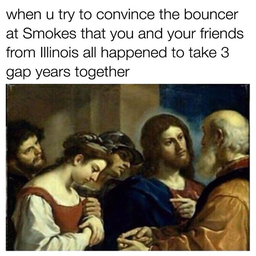 when u try to convince the bouncer
at Smokes that you and your friends
from Illinois all happened to take 3
gap years together